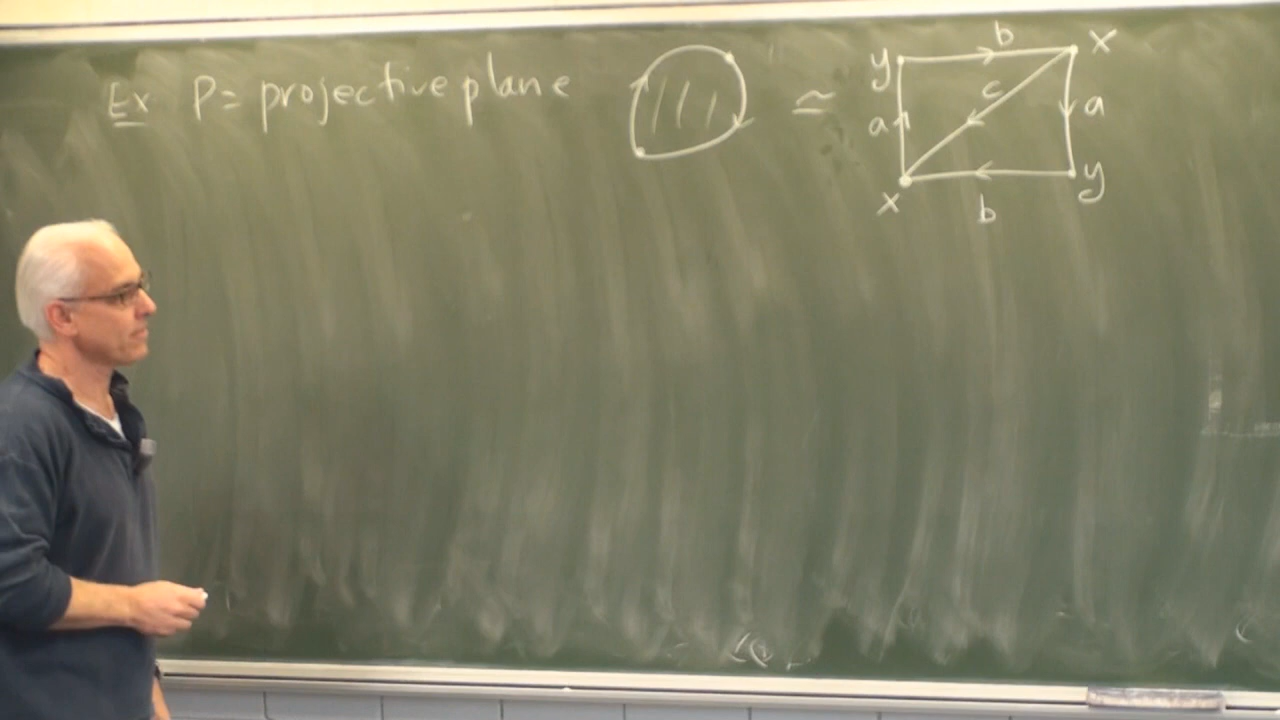 Ex P = projective plane ≃
y b x
a c a
x b y